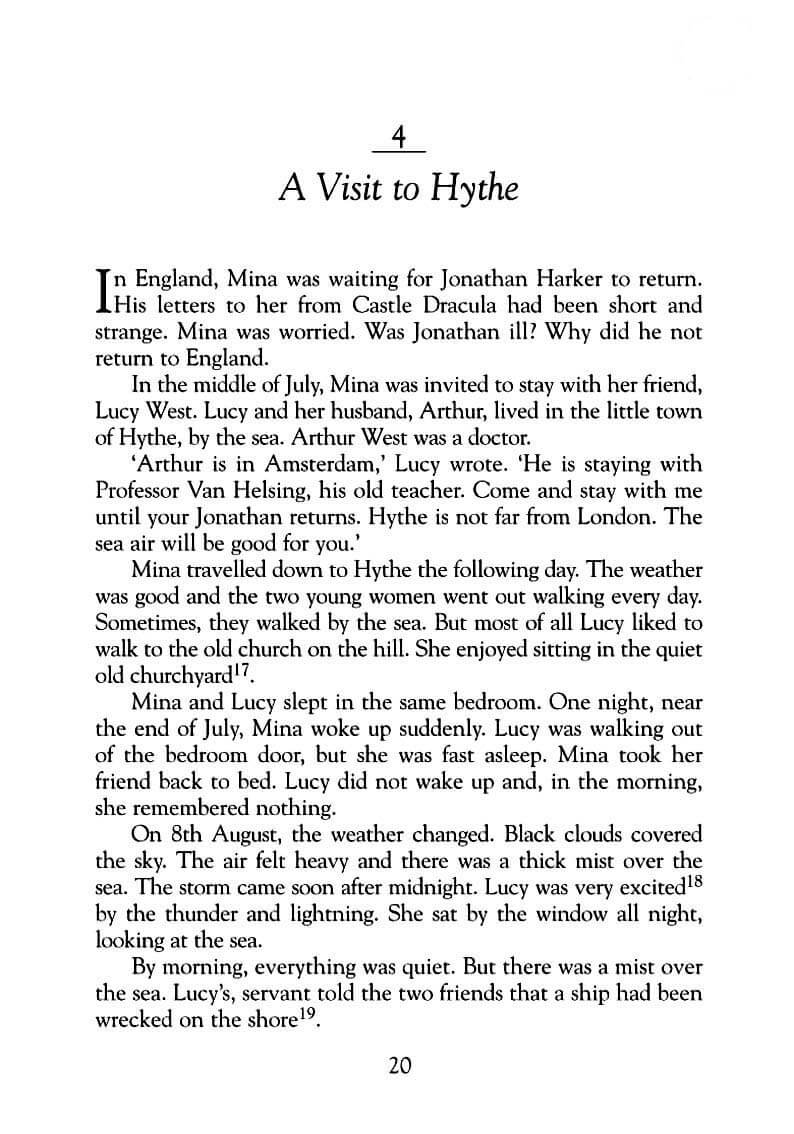 4
A Visit to Hythe
In England, Mina was waiting for Jonathan Harker to return.
His letters to her from Castle Dracula had been short and
strange. Mina was worried. Was Jonathan ill? Why did he not
return to England.
In the middle of July, Mina was invited to stay with her friend,
Lucy West. Lucy and her husband, Arthur, lived in the little town
of Hythe, by the sea. Arthur West was a doctor.
‘Arthur is in Amsterdam,’ Lucy wrote. ‘He is staying with
Professor Van Helsing, his old teacher. Come and stay with me
until your Jonathan returns. Hythe is not far from London. The
sea air will be good for you.’
Mina travelled down to Hythe the following day. The weather
was good and the two young women went out walking every day.
Sometimes, they walked by the sea. But most of all Lucy liked to
walk to the old church on the hill. She enjoyed sitting in the quiet
old churchyard17.
Mina and Lucy slept in the same bedroom. One night, near
the end of July, Mina woke up suddenly. Lucy was walking out
of the bedroom door, but she was fast asleep. Mina took her
friend back to bed. Lucy did not wake up and, in the morning,
she remembered nothing.
On 8th August, the weather changed. Black clouds covered
the sky. The air felt heavy and there was a thick mist over the
sea. The storm came soon after midnight. Lucy was very excited18
by the thunder and lightning. She sat by the window all night,
looking at the sea.
By morning, everything was quiet. But there was a mist over
the sea. Lucy’s, servant told the two friends that a ship had been
wrecked on the shore19.
20